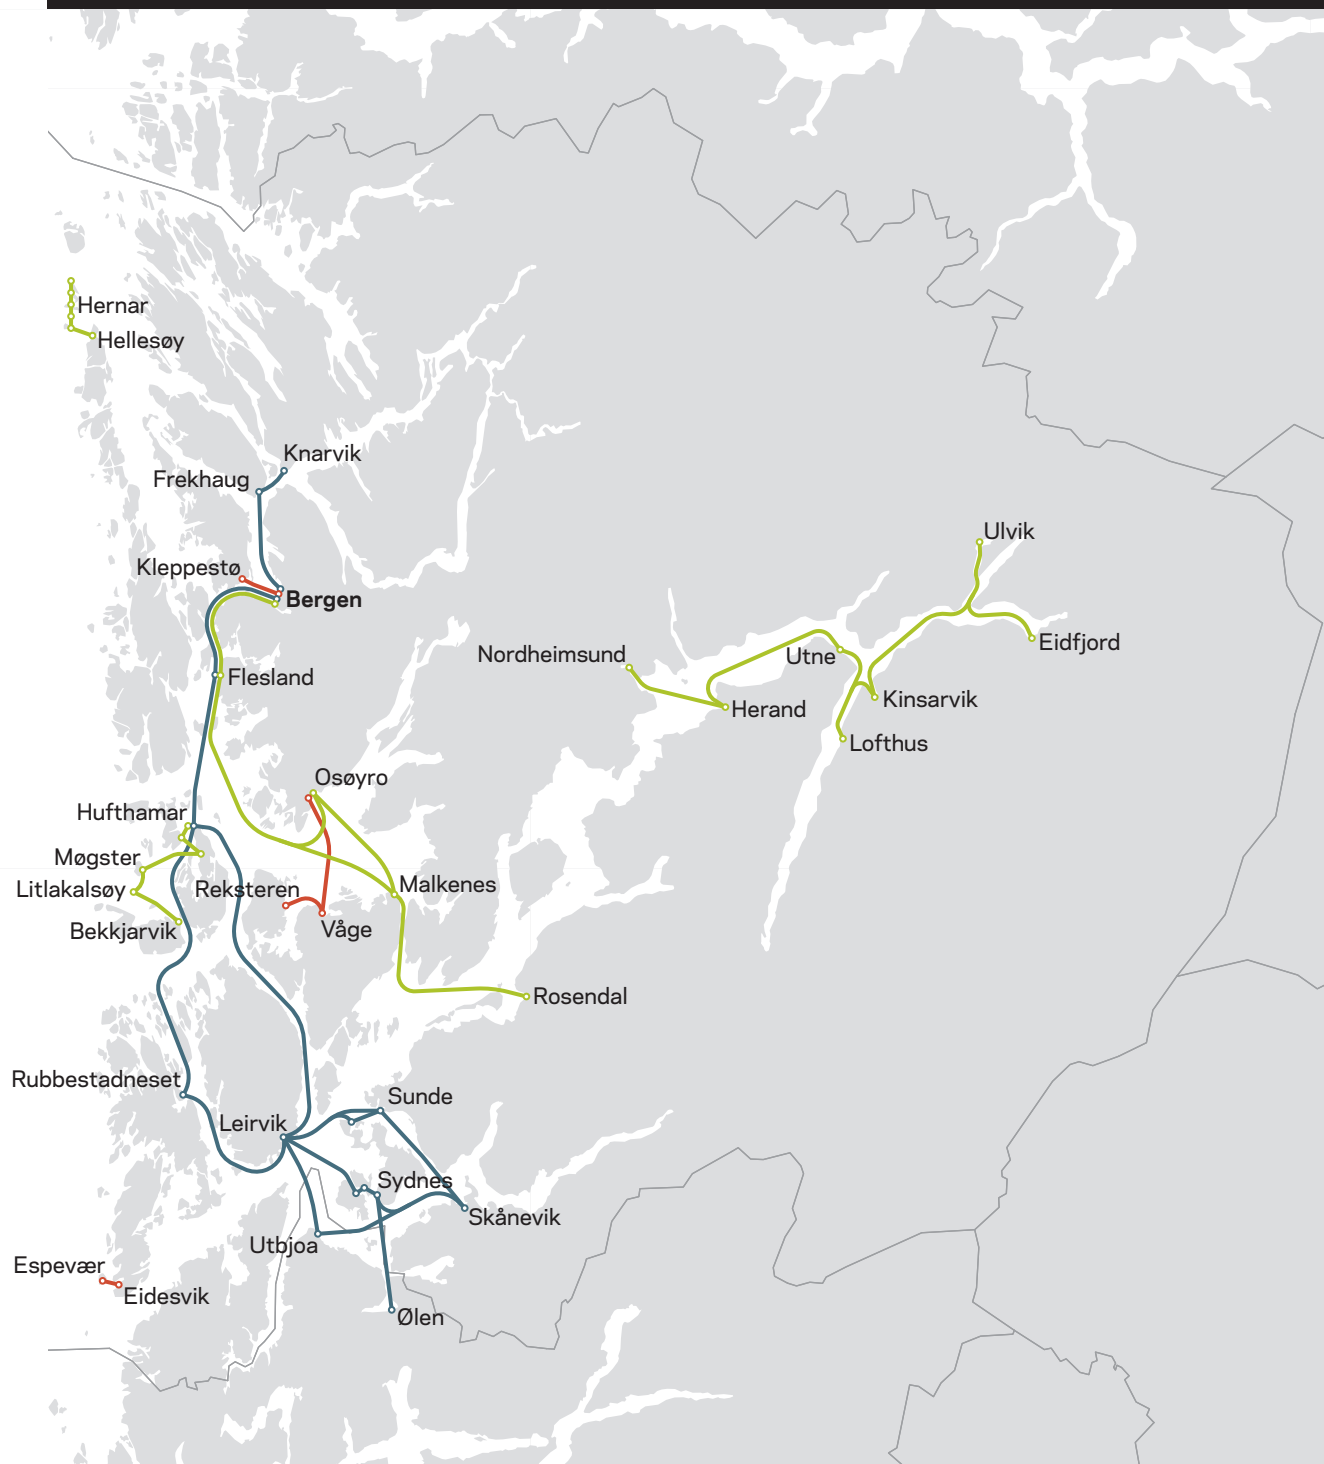 Hernar
Hellesøy
Knarvik
Frekhaug
Ulvik
Kleppestø
Bergen
Eidfjord
Nordheimsund
Utne
Flesland
Kinsarvik
Herand
Lofthus
Osøyro
Hufthamar
Møgster
Malkenes
Litlakalsøy
Reksteren
Våge
Bekkjarvik
Rosendal
Rubbestadneset
Sunde
Leirvik
Sydnes
Skånevik
Utbjoa
Espevær
Eidesvik
Ølen